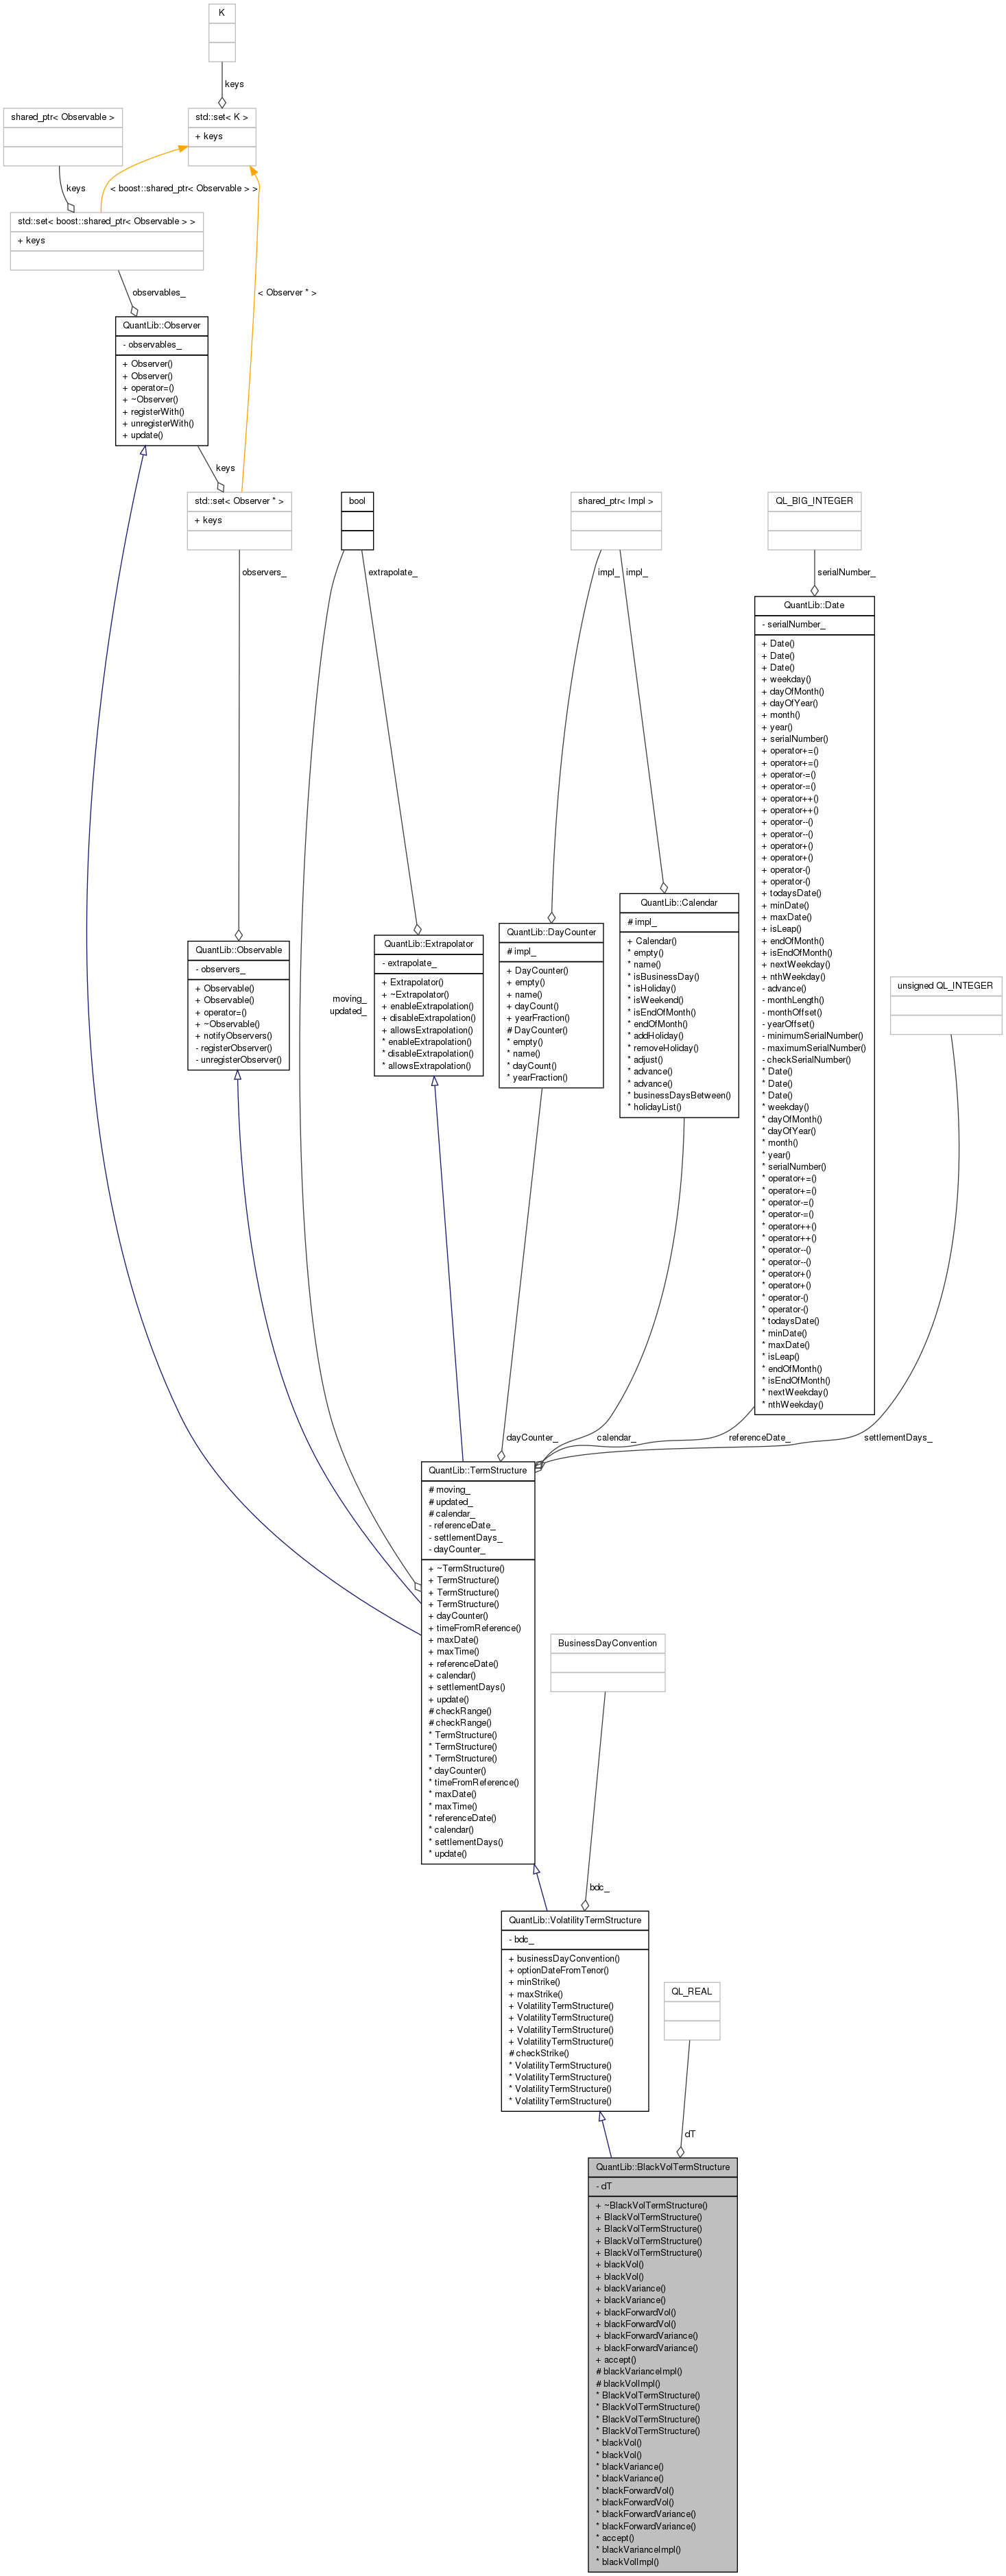 K
keys
shared_ptr< Observable >
std::set< K >
+ keys
keys
< boost::shared_ptr< Observable > >
std::set< boost::shared_ptr< Observable > >
+ keys
observables_
< Observer * >
QuantLib::Observer
- observables_
+ Observer()
+ Observer()
+ operator=()
+ ~Observer()
+ registerWith()
+ unregisterWith()
+ update()
keys
std::set< Observer * >
+ keys
bool
shared_ptr< Impl >
QL_BIG_INTEGER
observers_
extrapolate_
impl_
impl_
serialNumber_
QuantLib::Date
- serialNumber_
+ Date()
+ Date()
+ Date()
+ weekday()
+ dayOfMonth()
+ dayOfYear()
+ month()
+ year()
+ serialNumber()
+ operator+=()
+ operator+=()
+ operator-=()
+ operator-=()
+ operator++()
+ operator++()
+ operator--()
+ operator--()
+ operator+()
+ operator+()
+ operator-()
+ operator-()
+ todaysDate()
+ minDate()
+ maxDate()
+ isLeap()
+ endOfMonth()
+ isEndOfMonth()
+ nextWeekday()
+ nthWeekday()
- advance()
- monthLength()
- monthOffset()
- yearOffset()
- minimumSerialNumber()
- maximumSerialNumber()
- checkSerialNumber()
* Date()
* Date()
* Date()
* weekday()
* dayOfMonth()
* dayOfYear()
* month()
* year()
* serialNumber()
* operator+=()
* operator+=()
* operator-=()
* operator-=()
* operator++()
* operator++()
* operator--()
* operator--()
* operator+()
* operator+()
* operator-()
* operator-()
* todaysDate()
* minDate()
* maxDate()
* isLeap()
* endOfMonth()
* isEndOfMonth()
* nextWeekday()
* nthWeekday()
QuantLib::Calendar
# impl_
+ Calendar()
* empty()
* name()
* isBusinessDay()
* isHoliday()
* isWeekend()
* isEndOfMonth()
* endOfMonth()
* addHoliday()
* removeHoliday()
* adjust()
* advance()
* advance()
* businessDaysBetween()
* holidayList()
QuantLib::DayCounter
# impl_
+ DayCounter()
+ empty()
+ name()
+ dayCount()
+ yearFraction()
# DayCounter()
* empty()
* name()
* dayCount()
* yearFraction()
QuantLib::Extrapolator
- extrapolate_
+ Extrapolator()
+ ~Extrapolator()
+ enableExtrapolation()
+ disableExtrapolation()
+ allowsExtrapolation()
* enableExtrapolation()
* disableExtrapolation()
* allowsExtrapolation()
QuantLib::Observable
- observers_
+ Observable()
+ Observable()
+ operator=()
+ ~Observable()
+ notifyObservers()
- registerObserver()
- unregisterObserver()
moving_
updated_
unsigned QL_INTEGER
dayCounter_
calendar_
referenceDate_
settlementDays_
QuantLib::TermStructure
# moving_
# updated_
# calendar_
- referenceDate_
- settlementDays_
- dayCounter_
+ ~TermStructure()
+ TermStructure()
+ TermStructure()
+ TermStructure()
+ dayCounter()
+ timeFromReference()
+ maxDate()
+ maxTime()
+ referenceDate()
+ calendar()
+ settlementDays()
+ update()
# checkRange()
# checkRange()
* TermStructure()
* TermStructure()
* TermStructure()
* dayCounter()
* timeFromReference()
* maxDate()
* maxTime()
* referenceDate()
* calendar()
* settlementDays()
* update()
BusinessDayConvention
bdc_
QuantLib::VolatilityTermStructure
- bdc_
+ businessDayConvention()
+ optionDateFromTenor()
+ minStrike()
+ maxStrike()
+ VolatilityTermStructure()
+ VolatilityTermStructure()
+ VolatilityTermStructure()
+ VolatilityTermStructure()
# checkStrike()
* VolatilityTermStructure()
* VolatilityTermStructure()
* VolatilityTermStructure()
* VolatilityTermStructure()
QL_REAL
dT
QuantLib::BlackVolTermStructure
- dT
+ ~BlackVolTermStructure()
+ BlackVolTermStructure()
+ BlackVolTermStructure()
+ BlackVolTermStructure()
+ BlackVolTermStructure()
+ blackVol()
+ blackVol()
+ blackVariance()
+ blackVariance()
+ blackForwardVol()
+ blackForwardVol()
+ blackForwardVariance()
+ blackForwardVariance()
+ accept()
# blackVarianceImpl()
# blackVolImpl()
* BlackVolTermStructure()
* BlackVolTermStructure()
* BlackVolTermStructure()
* BlackVolTermStructure()
* blackVol()
* blackVol()
* blackVariance()
* blackVariance()
* blackForwardVol()
* blackForwardVol()
* blackForwardVariance()
* blackForwardVariance()
* accept()
* blackVarianceImpl()
* blackVolImpl()